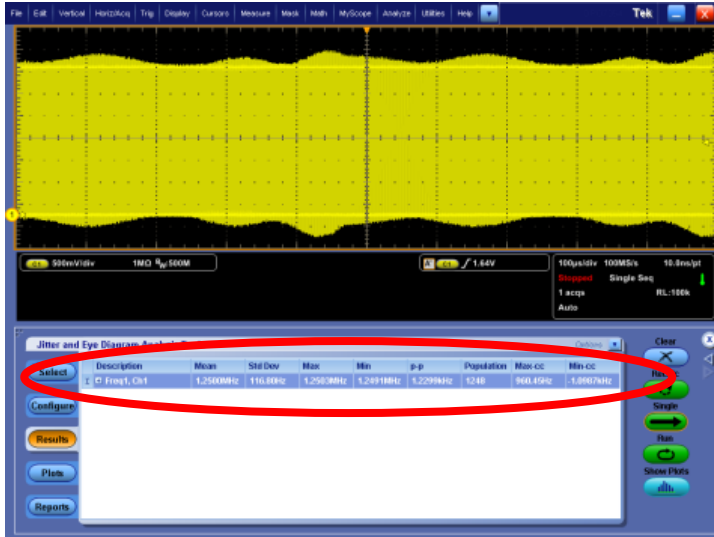 File Edit Vertical Horiz/Acq Trig Display Cursors Measure Mask Math MyScope Analyze Utilities Help Tek
1
C1 500mV/div 1MΩ BW:500M
A' C1 1.64V
100µs/div 100MS/s 10.0ns/pt
Stopped Single Seq
1 acqs RL:100k
Auto
Jitter and Eye Diagram Options
Clear
Select
Description Mean Std Dev Max Min p-p Population Max-cc Min-cc
1 Freq1, Ch1 1.2500MHz 116.80Hz 1.2503MHz 1.2491MHz 1.2299kHz 1248 960.45Hz -1.0987kHz
Configure
Single
Results
Run
Plots
Show Plots
Reports